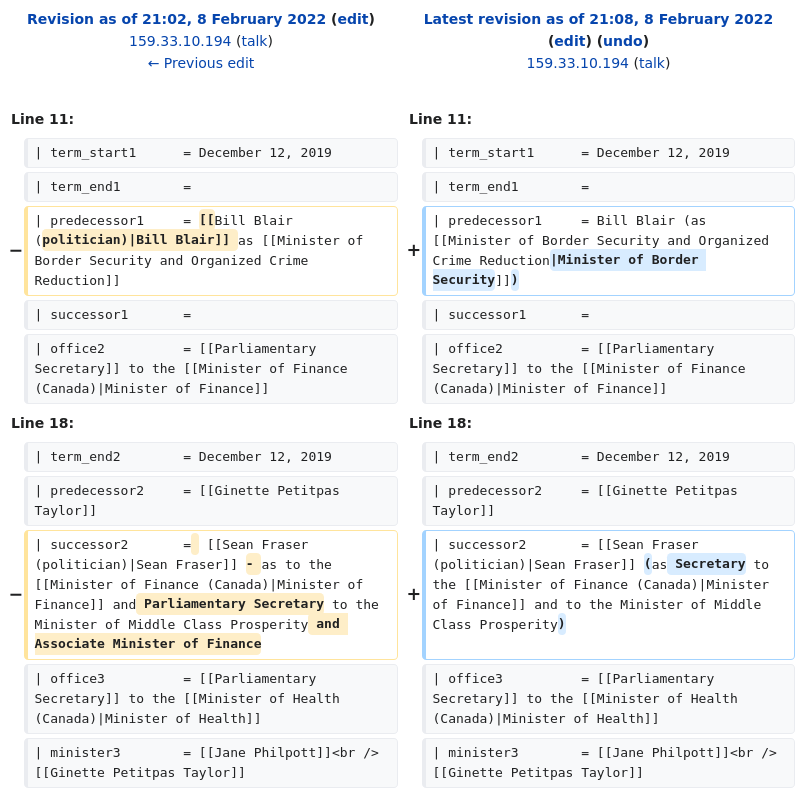 Revision as of 21:02, 8 February 2022 (edit)
159.33.10.194 (talk)
← Previous edit
Latest revision as of 21:08, 8 February 2022
(edit) (undo)
159.33.10.194 (talk)
Line 11:
Line 11:
| term_start1      = December 12, 2019
| term_start1      = December 12, 2019
| term_end1        =
| term_end1        =
− | predecessor1     = [[Bill Blair
(politician)|Bill Blair]] as [[Minister of
Border Security and Organized Crime
Reduction]]
+ | predecessor1     = Bill Blair (as
[[Minister of Border Security and Organized
Crime Reduction|Minister of Border
Security]])
| successor1       =
| successor1       =
| office2          = [[Parliamentary
Secretary]] to the [[Minister of Finance
(Canada)|Minister of Finance]]
| office2          = [[Parliamentary
Secretary]] to the [[Minister of Finance
(Canada)|Minister of Finance]]
Line 18:
Line 18:
| term_end2        = December 12, 2019
| term_end2        = December 12, 2019
| predecessor2     = [[Ginette Petitpas
Taylor]]
| predecessor2     = [[Ginette Petitpas
Taylor]]
− | successor2       =  [[Sean Fraser
(politician)|Sean Fraser]] - as to the
[[Minister of Finance (Canada)|Minister of
Finance]] and Parliamentary Secretary to the
Minister of Middle Class Prosperity and
Associate Minister of Finance
+ | successor2       = [[Sean Fraser
(politician)|Sean Fraser]] (as Secretary to
the [[Minister of Finance (Canada)|Minister
of Finance]] and to the Minister of Middle
Class Prosperity)
| office3          = [[Parliamentary
Secretary]] to the [[Minister of Health
(Canada)|Minister of Health]]
| office3          = [[Parliamentary
Secretary]] to the [[Minister of Health
(Canada)|Minister of Health]]
| minister3        = [[Jane Philpott]]<br />
[[Ginette Petitpas Taylor]]
| minister3        = [[Jane Philpott]]<br />
[[Ginette Petitpas Taylor]]